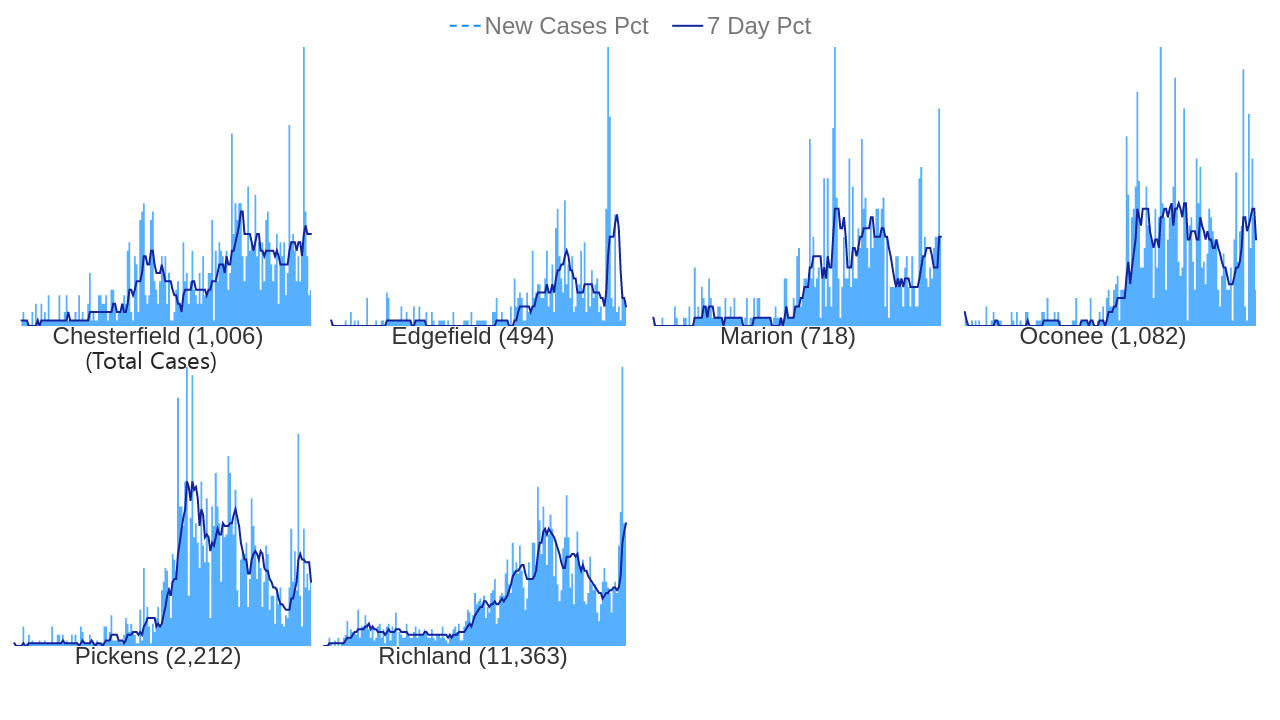 New Cases Pct 7 Day Pct
Chesterfield (1,006) Edgefield (494) Marion (718) Oconee (1,082)
(Total Cases)
Pickens (2,212) Richland (11,363)